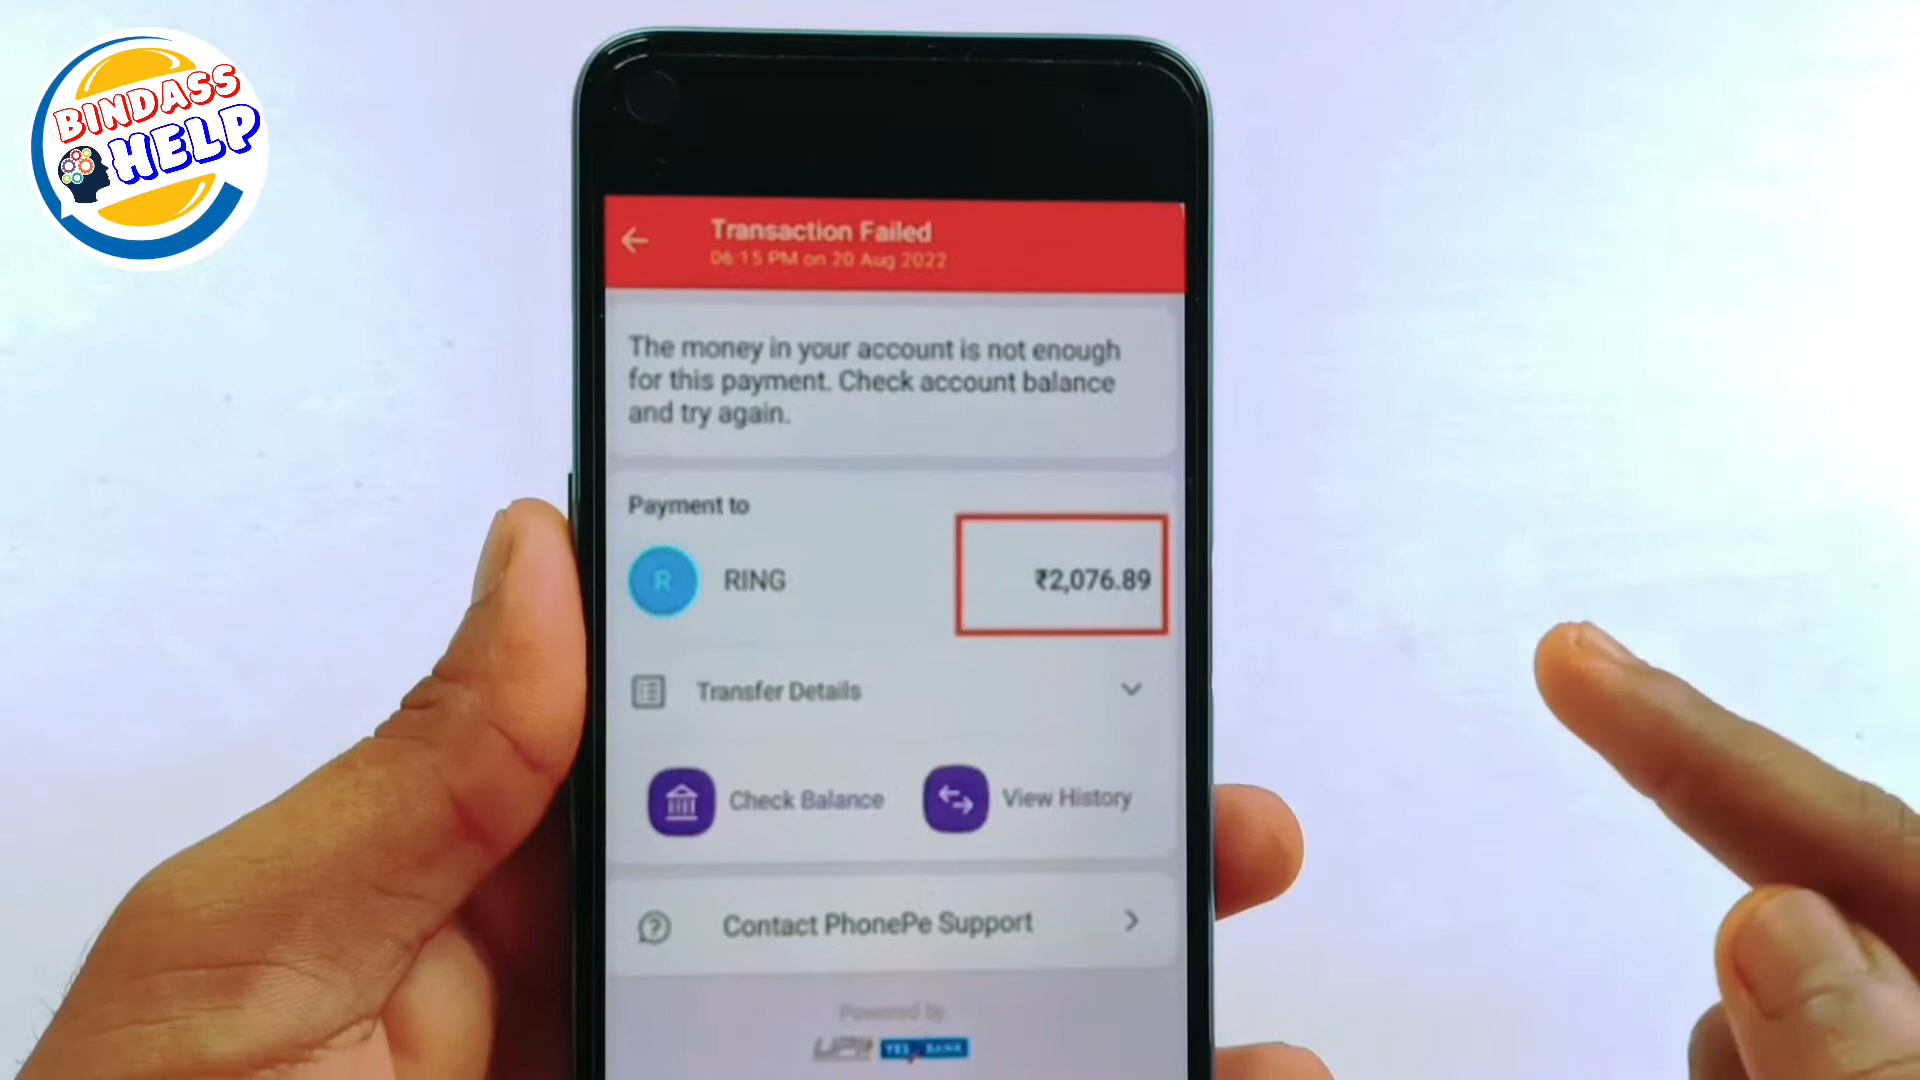 BINDASS
HELP
Transaction Failed
06:15 PM on 20 Aug 2022
The money in your account is not enough
for this payment. Check account balance
and try again.
Payment to
R
RING
₹2,076.89
Transfer Details
Check Balance
View History
Contact PhonePe Support
Powered by
UPI
YES BANK